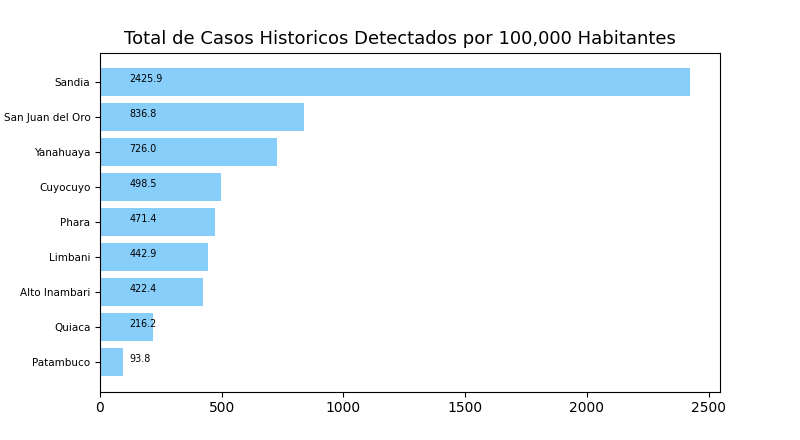 Total de Casos Historicos Detectados por 100,000 Habitantes
Sandia 2425.9
San Juan del Oro 836.8
Yanahuaya 726.0
Cuyocuyo 498.5
Phara 471.4
Limbani 442.9
Alto Inambari 422.4
Quiaca 216.2
Patambuco 93.8
0 500 1000 1500 2000 2500